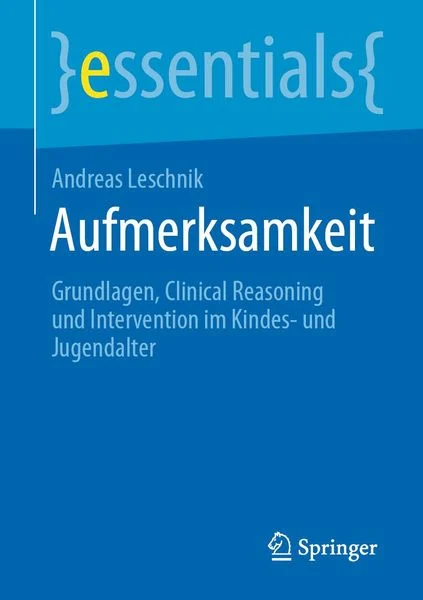 }essentials{
Andreas Leschnik
Aufmerksamkeit
Grundlagen, Clinical Reasoning
und Intervention im Kindes- und
Jugendalter
Springer